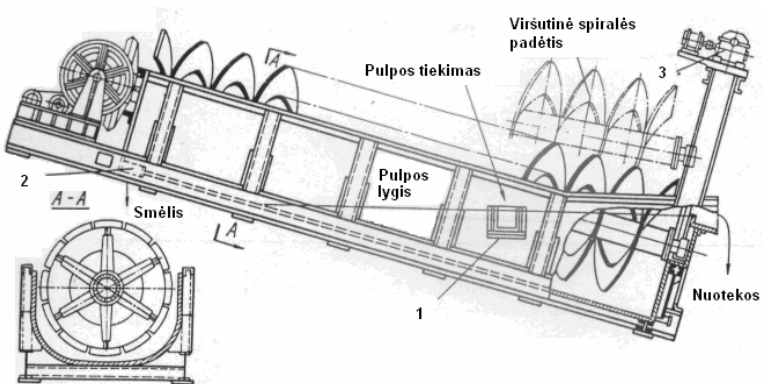 Viršutinė spiralės
padėtis
A
Pulpos tiekimas
3
Pulpos
lygis
2
A-A
Smėlis
A
1
Nuotekos